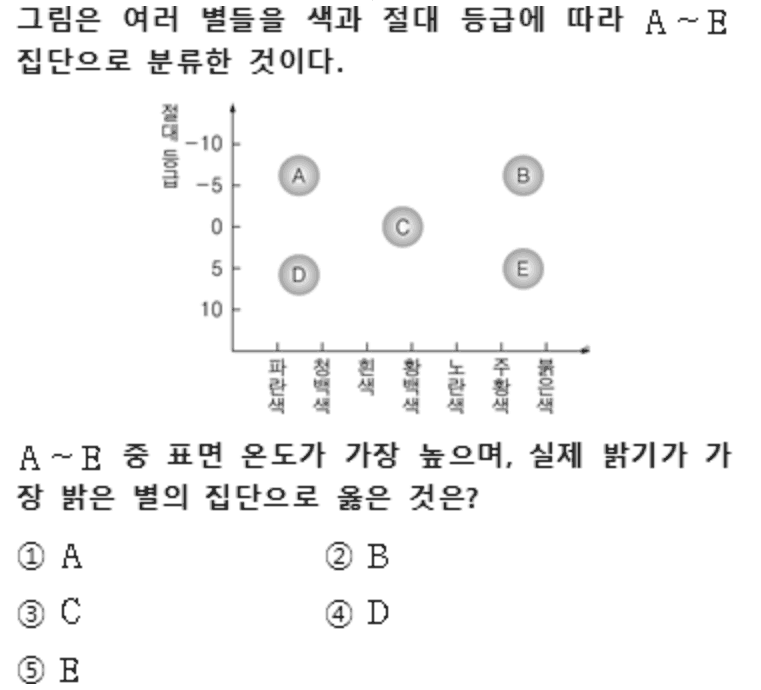 그림은 여러 별들을 색과 절대 등급에 따라 A ~ E
집단으로 분류한 것이다.
절대 등급
-10
-5
0
5
10
A
B
C
D
E
파란색
청백색
흰색
황백색
노란색
주황색
붉은색
A ~ E 중 표면 온도가 가장 높으며, 실제 밝기가 가
장 밝은 별의 집단으로 옳은 것은?
① A
② B
③ C
④ D
⑤ E